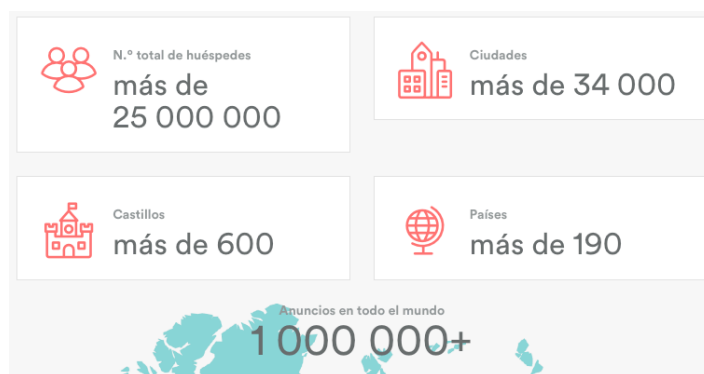 N.º total de huéspedes
más de
25 000 000
Ciudades
más de 34 000
Castillos
más de 600
Países
más de 190
Anuncios en todo el mundo
1 000 000+